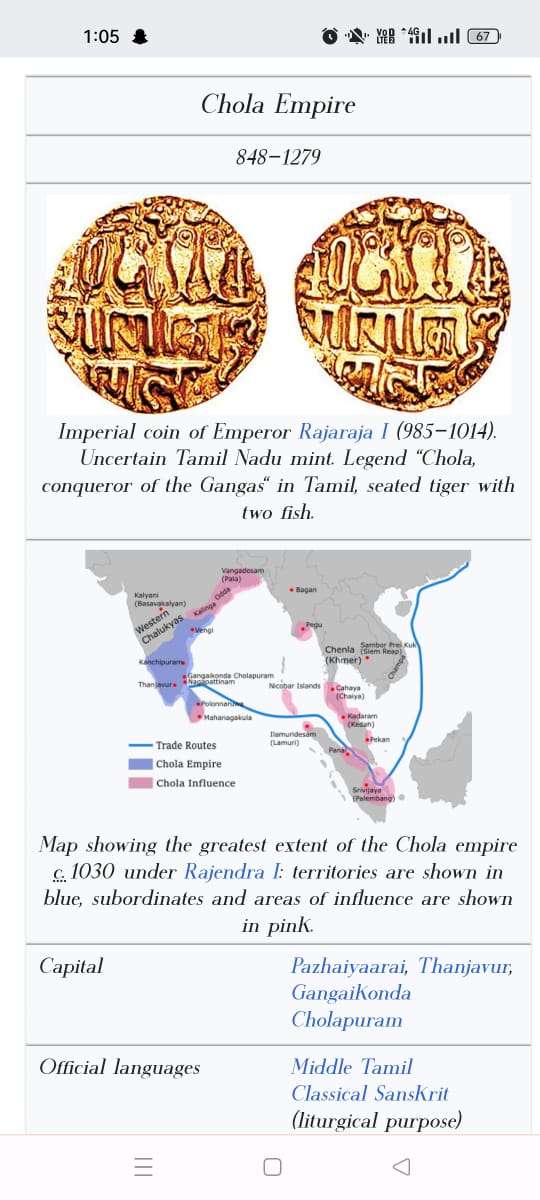 1:05
VoD LTE 4G 67
Chola Empire
848–1279
Imperial coin of Emperor Rajaraja I (985–1014).
Uncertain Tamil Nadu mint. Legend "Chola,
conqueror of the Gangas" in Tamil, seated tiger with
two fish.
Vangadesam
(Pala)
Odda
Kalinga
Bagan
Kalyani
(Basavakalyan)
Western
Chalukyas
Vengi
Pegu
Sambor Prei Kuk
Chenla (Siem Reap)
(Khmer)
Champa
Kanchipuram
Gangaikonda Cholapuram
Thanjavur
Nagapattinam
Nicobar Islands
Cahaya
(Chaiya)
Polonnaruwa
Mahanagakula
Kadaram
(Kedah)
Ilamuridesam
(Lamuri)
Pekan
Panai
Trade Routes
Chola Empire
Chola Influence
Srivijaya
(Palembang)
Map showing the greatest extent of the Chola empire
c. 1030 under Rajendra I: territories are shown in
blue, subordinates and areas of influence are shown
in pink.
Capital
Pazhaiyaarai, Thanjavur,
Gangaikonda
Cholapuram
Official languages
Middle Tamil
Classical Sanskrit
(liturgical purpose)